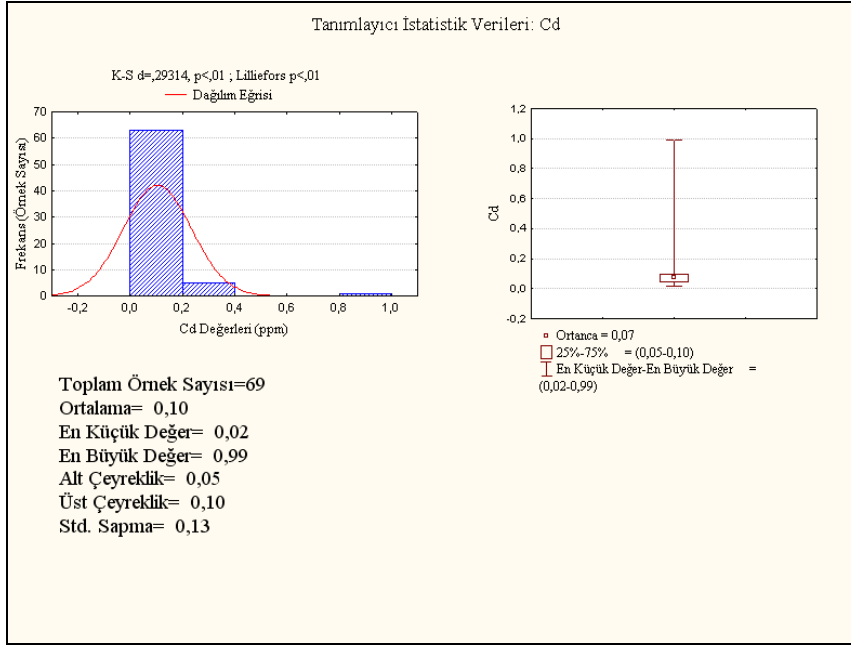 Tanımlayıcı İstatistik Verileri: Cd
K-S d=,29314, p<,01 ; Lilliefors p<,01
Dağılım Eğrisi
Frekans (Örnek Sayısı)
70
60
50
40
30
20
10
0
-0,2 0,0 0,2 0,4 0,6 0,8 1,0
Cd Değerleri (ppm)
Cd
1,2
1,0
0,8
0,6
0,4
0,2
0,0
-0,2
Ortanca = 0,07
25%-75% = (0,05-0,10)
En Küçük Değer-En Büyük Değer =
(0,02-0,99)
Toplam Örnek Sayısı=69
Ortalama= 0,10
En Küçük Değer= 0,02
En Büyük Değer= 0,99
Alt Çeyreklik= 0,05
Üst Çeyreklik= 0,10
Std. Sapma= 0,13